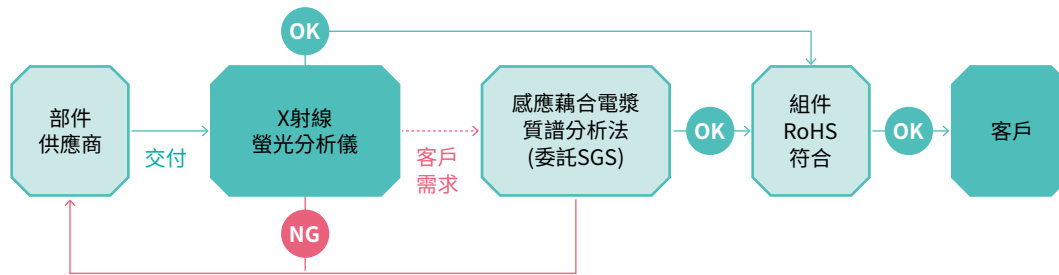 OK
部件
供應商
交付
X射線
螢光分析儀
客戶
需求
感應藕合電漿
質譜分析法
(委託SGS)
OK
組件
RoHS
符合
OK
客戶
NG